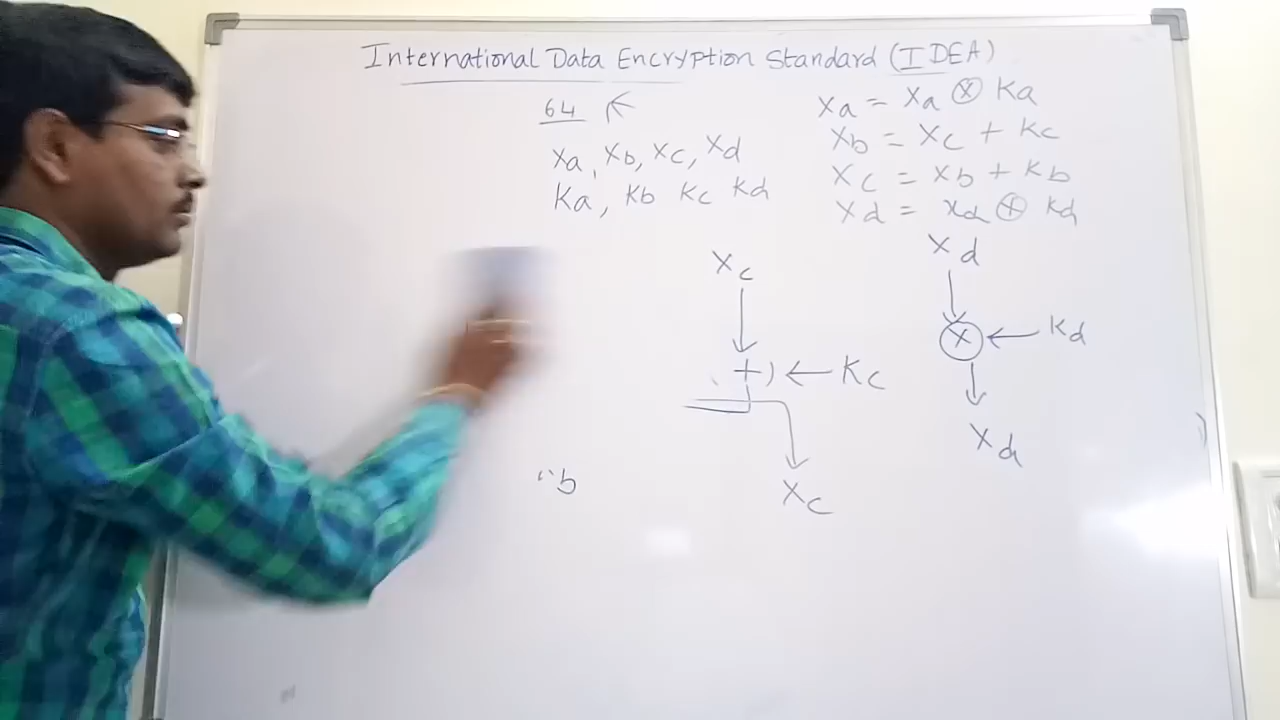 International Data Encryption Standard (IDEA)
64 ←
Xa, Xb, Xc, Xd
Ka, Kb Kc Kd
Xa = Xa ⊗ Ka
Xb = Xc + Kc
Xc = Xb + Kb
Xd = Xd ⊕ Kd
Xc
+ ← Kc
Xc
Xd
⊗ ← Kd
Xd
b